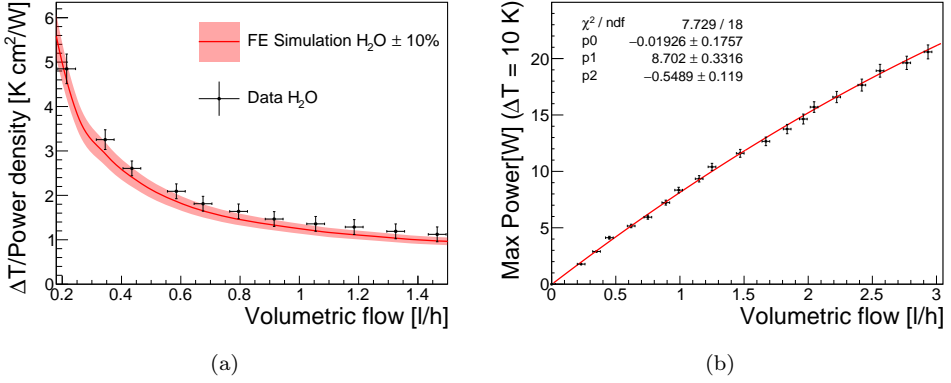 ΔT/Power density [K cm²/W]
6
5
4
3
2
1
0
FE Simulation H₂O ± 10%
Data H₂O
0.2 0.4 0.6 0.8 1 1.2 1.4
Volumetric flow [l/h]
(a)
Max Power[W] (ΔT = 10 K)
20
15
10
5
0
χ² / ndf 7.729 / 18
p0 −0.01926 ± 0.1757
p1 8.702 ± 0.3316
p2 −0.5489 ± 0.119
0 0.5 1 1.5 2 2.5 3
Volumetric flow [l/h]
(b)